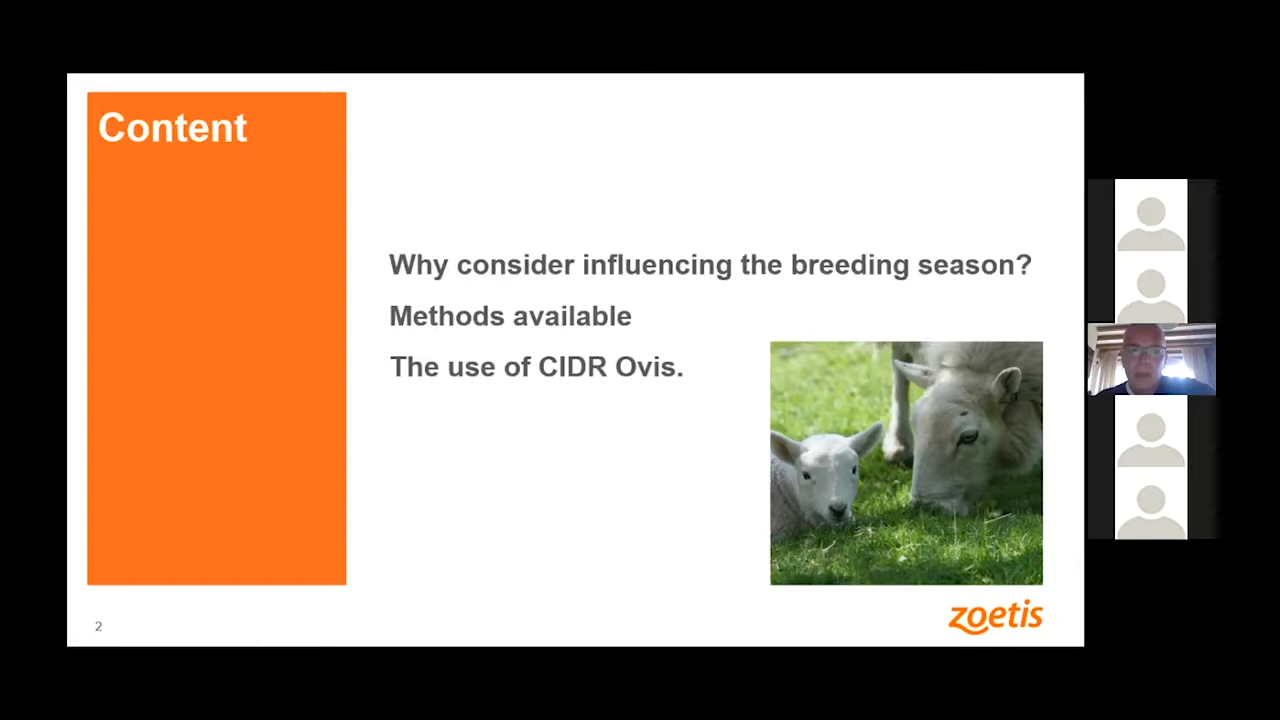 Content
Why consider influencing the breeding season?
Methods available
The use of CIDR Ovis.
2
zoetis